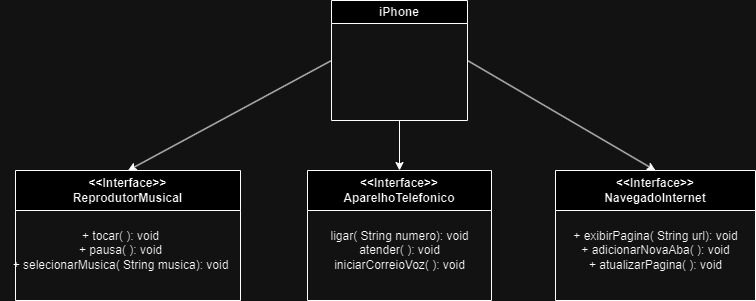 iPhone
<<Interface>>
ReprodutorMusical
+ tocar( ): void
+ pausa( ): void
+ selecionarMusica( String musica): void
<<Interface>>
AparelhoTelefonico
ligar( String numero): void
atender( ): void
iniciarCorreioVoz( ): void
<<Interface>>
NavegadoInternet
+ exibirPagina( String url): void
+ adicionarNovaAba( ): void
+ atualizarPagina( ): void